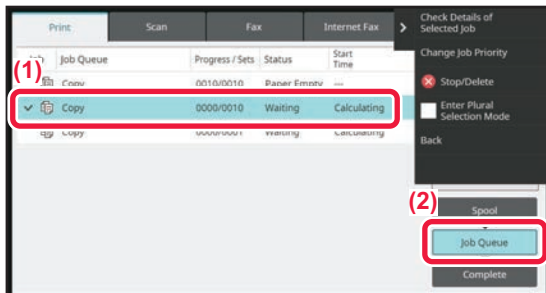 Print Scan Fax Internet Fax
Check Details of
Selected Job
Job Queue Progress / Sets Status Start
Time
Change Job Priority
(1)
Copy 0010/0010 Paper Empty ---
Stop/Delete
Copy 0000/0010 Waiting Calculating
Enter Plural
Selection Mode
Copy 0000/0001 Waiting Calculating
Back
(2)
Spool
Job Queue
Complete